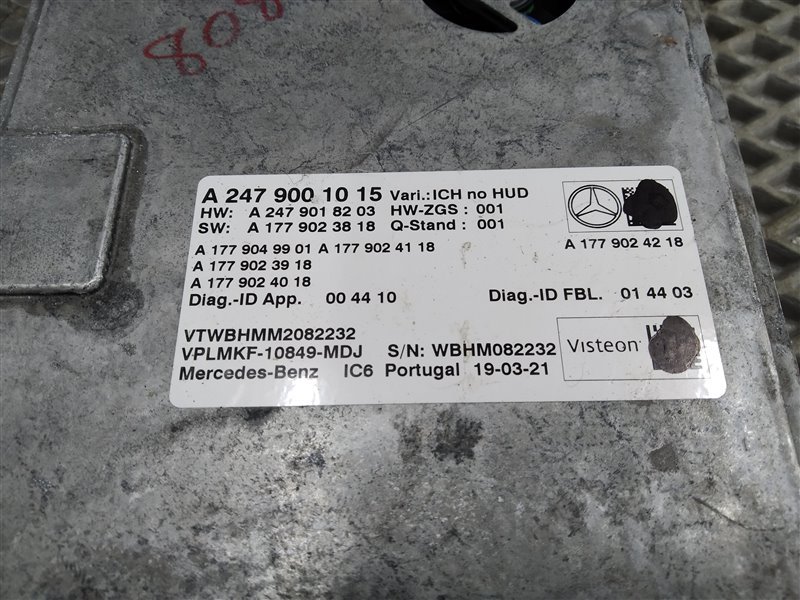 808
A 247 900 10 15 Vari.:ICH no HUD
HW: A 247 901 82 03 HW-ZGS : 001
SW: A 177 902 38 18 Q-Stand : 001
A 177 904 99 01 A 177 902 41 18
A 177 902 39 18
A 177 902 40 18
A 177 902 42 18
Diag.-ID App. 00 44 10 Diag.-ID FBL. 01 44 03
VTWBHMM2082232
VPLMKF-10849-MDJ S/N: WBHM082232
Mercedes-Benz IC6 Portugal 19-03-21
Visteon